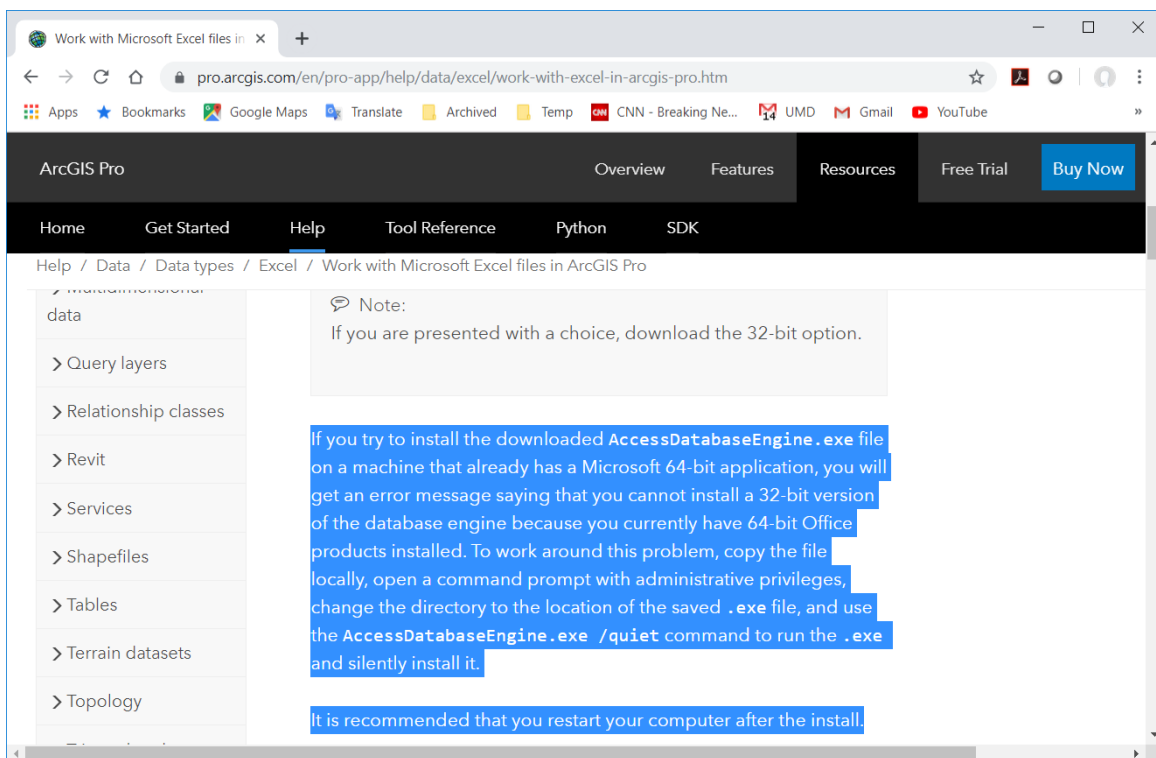 Work with Microsoft Excel files in
pro.arcgis.com/en/pro-app/help/data/excel/work-with-excel-in-arcgis-pro.htm
Apps Bookmarks Google Maps Translate Archived Temp CNN - Breaking Ne... 14 UMD Gmail YouTube »
ArcGIS Pro Overview Features Resources Free Trial Buy Now
Home Get Started Help Tool Reference Python SDK
Help / Data / Data types / Excel / Work with Microsoft Excel files in ArcGIS Pro
Multidimensional
data
Query layers
Relationship classes
Revit
Services
Shapefiles
Tables
Terrain datasets
Topology
Note:
If you are presented with a choice, download the 32-bit option.
If you try to install the downloaded AccessDatabaseEngine.exe file
on a machine that already has a Microsoft 64-bit application, you will
get an error message saying that you cannot install a 32-bit version
of the database engine because you currently have 64-bit Office
products installed. To work around this problem, copy the file
locally, open a command prompt with administrative privileges,
change the directory to the location of the saved .exe file, and use
the AccessDatabaseEngine.exe /quiet command to run the .exe
and silently install it.
It is recommended that you restart your computer after the install.